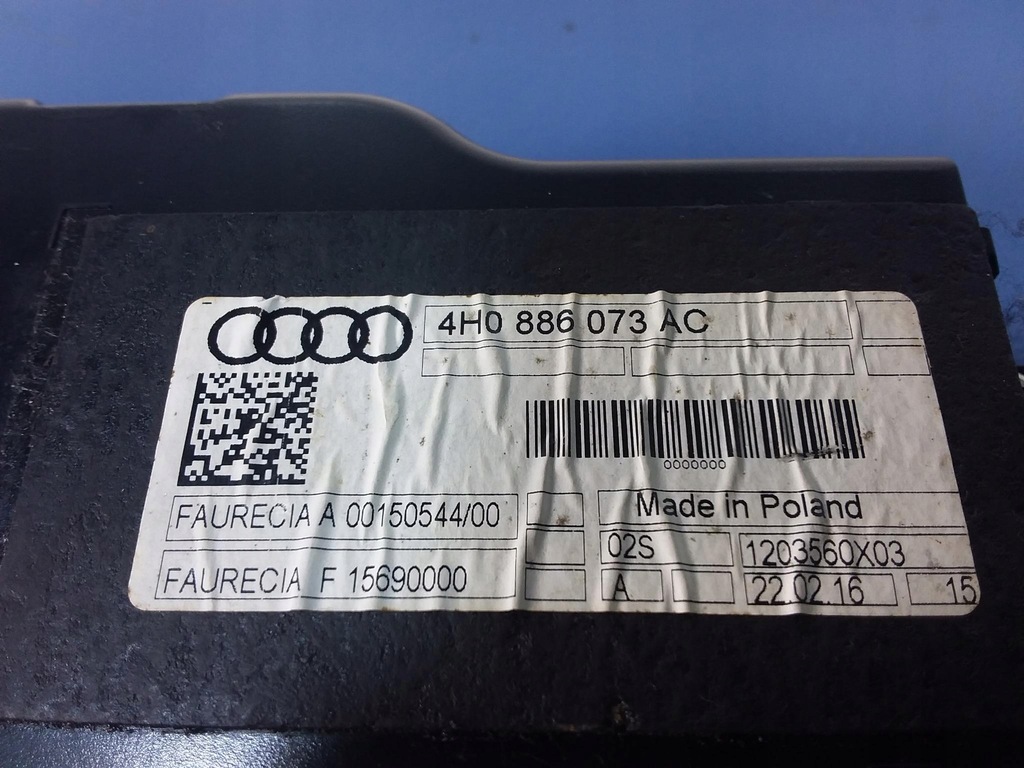 4H0 886 073 AC
0000000
FAURECIA A 00150544/00
Made in Poland
02S
1203560X03
FAURECIA F 15690000
A
22.02.16
15